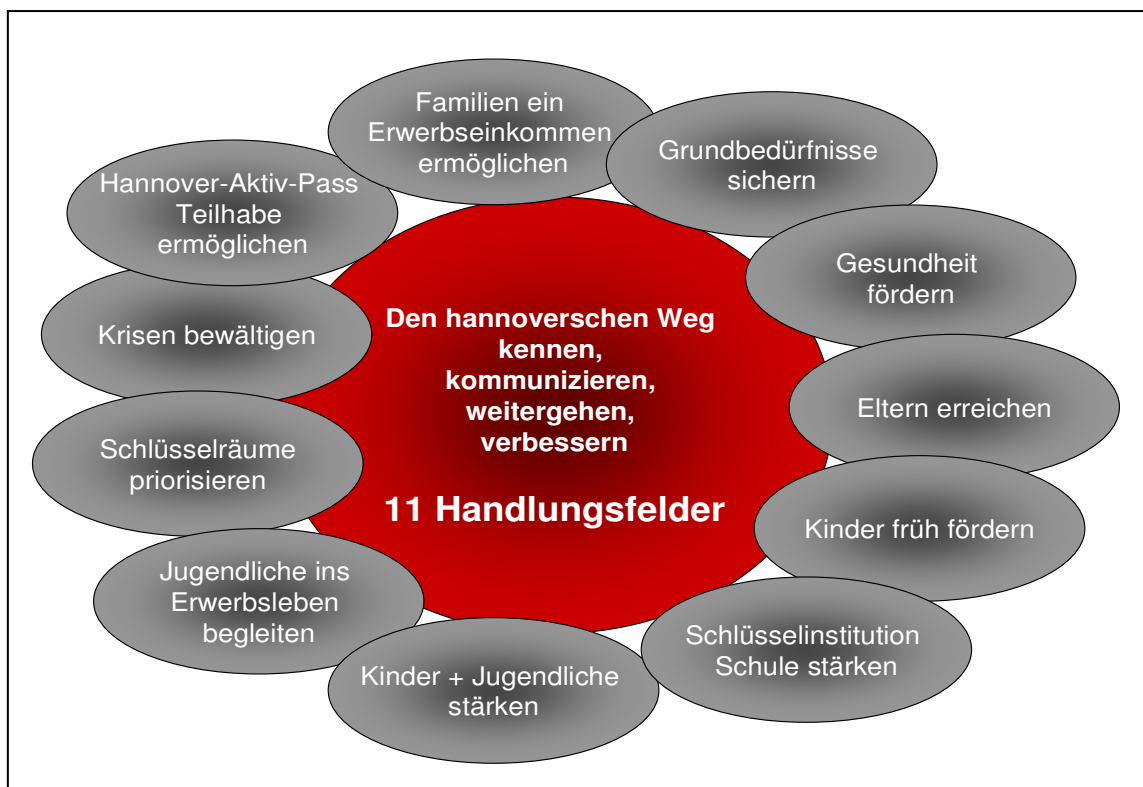 Familien ein
Erwerbseinkommen
ermöglichen
Grundbedürfnisse
sichern
Gesundheit
fördern
Eltern erreichen
Kinder früh fördern
Schlüsselinstitution
Schule stärken
Kinder + Jugendliche
stärken
Jugendliche ins
Erwerbsleben
begleiten
Schlüsselräume
priorisieren
Krisen bewältigen
Hannover-Aktiv-Pass
Teilhabe
ermöglichen
Den hannoverschen Weg
kennen,
kommunizieren,
weitergehen,
verbessern
11 Handlungsfelder